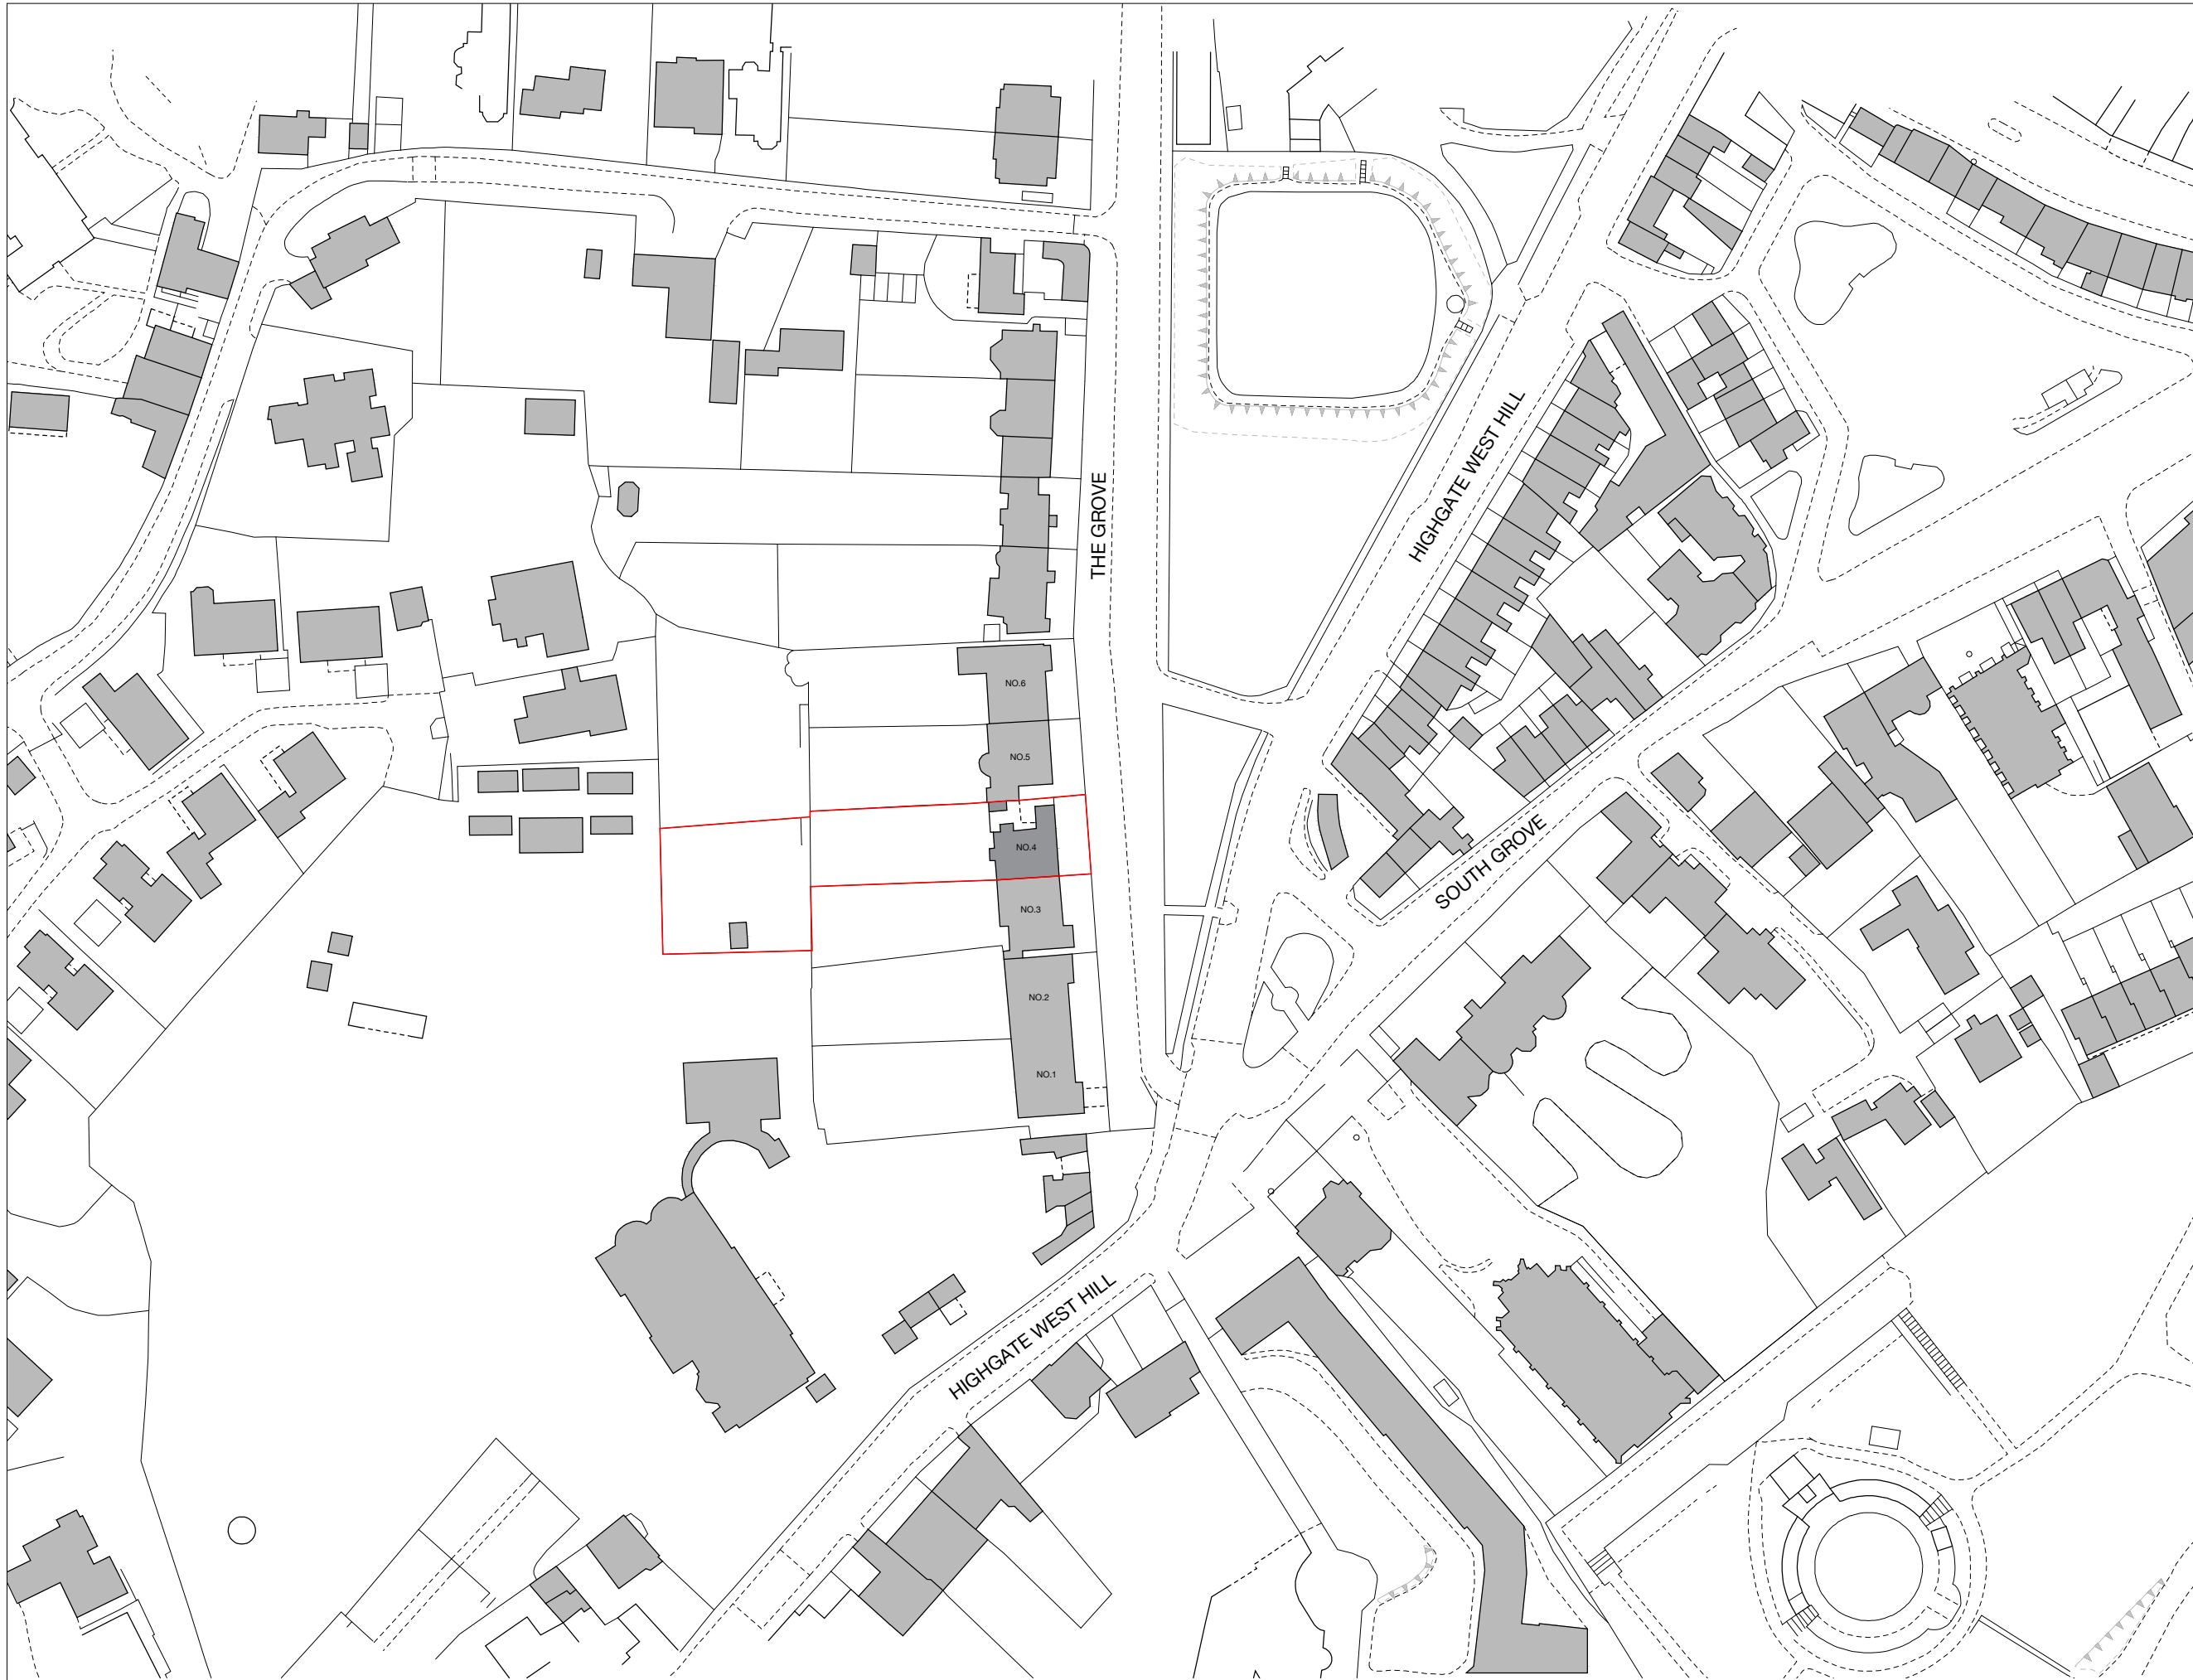 HIGHGATE WEST HILL
THE GROVE
NO.6
NO.5
NO.4
SOUTH GROVE
NO.3
NO.2
NO.1
HIGHGATE WEST HILL